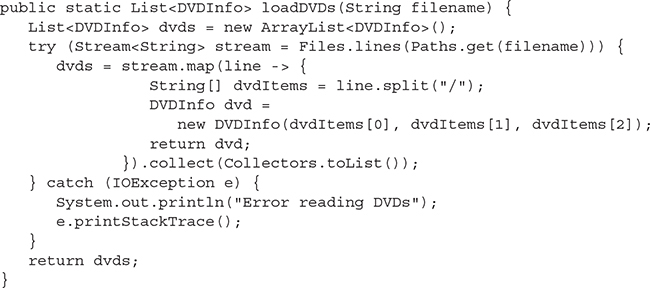 public static List<DVDInfo> loadDVDs(String filename) {
   List<DVDInfo> dvds = new ArrayList<DVDInfo>();
   try (Stream<String> stream = Files.lines(Paths.get(filename))) {
      dvds = stream.map(line -> {
                String[] dvdItems = line.split("/");
                DVDInfo dvd =
                   new DVDInfo(dvdItems[0], dvdItems[1], dvdItems[2]);
                return dvd;
             }).collect(Collectors.toList());
   } catch (IOException e) {
      System.out.println("Error reading DVDs");
      e.printStackTrace();
   }
   return dvds;
}